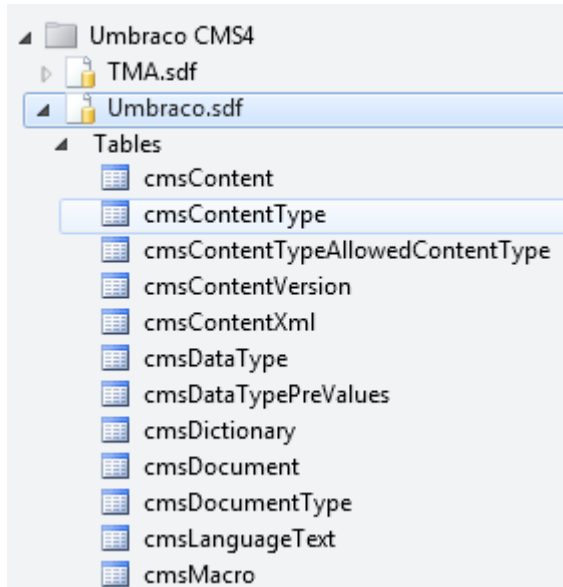 Umbraco CMS4
TMA.sdf
Umbraco.sdf
Tables
cmsContent
cmsContentType
cmsContentTypeAllowedContentType
cmsContentVersion
cmsContentXml
cmsDataType
cmsDataTypePreValues
cmsDictionary
cmsDocument
cmsDocumentType
cmsLanguageText
cmsMacro